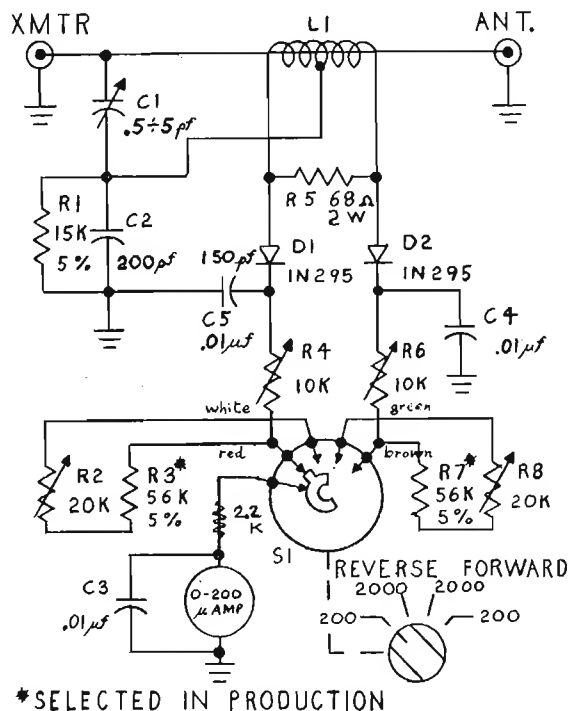 XMTR
L1
ANT.
C1
.5÷5pf
R1
15K
5%
C2
200pf
R5 68Ω
2W
150pf
D1
1N295
D2
1N295
C5
.01µf
C4
.01µf
R4
10K
R6
10K
white
green
red
brown
R2
20K
R3*
56K
5%
R7*
56K
5%
R8
20K
2.2
K
S1
C3
.01µf
0-200
µAMP
REVERSE FORWARD
2000
2000
200
200
*SELECTED IN PRODUCTION